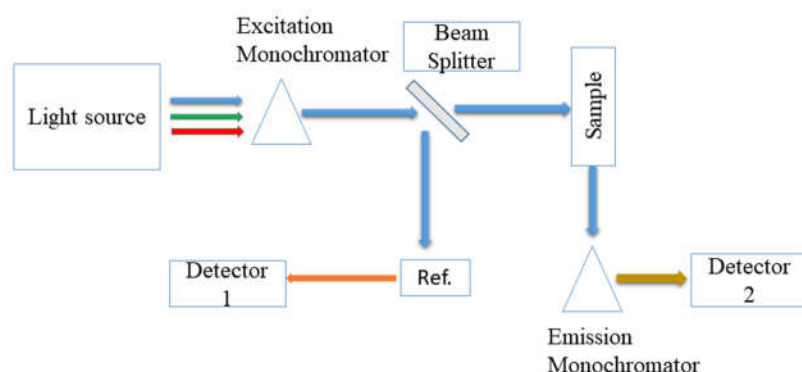 Excitation
Monochromator
Beam
Splitter
Light source
Sample
Detector
1
Ref.
Detector
2
Emission
Monochromator